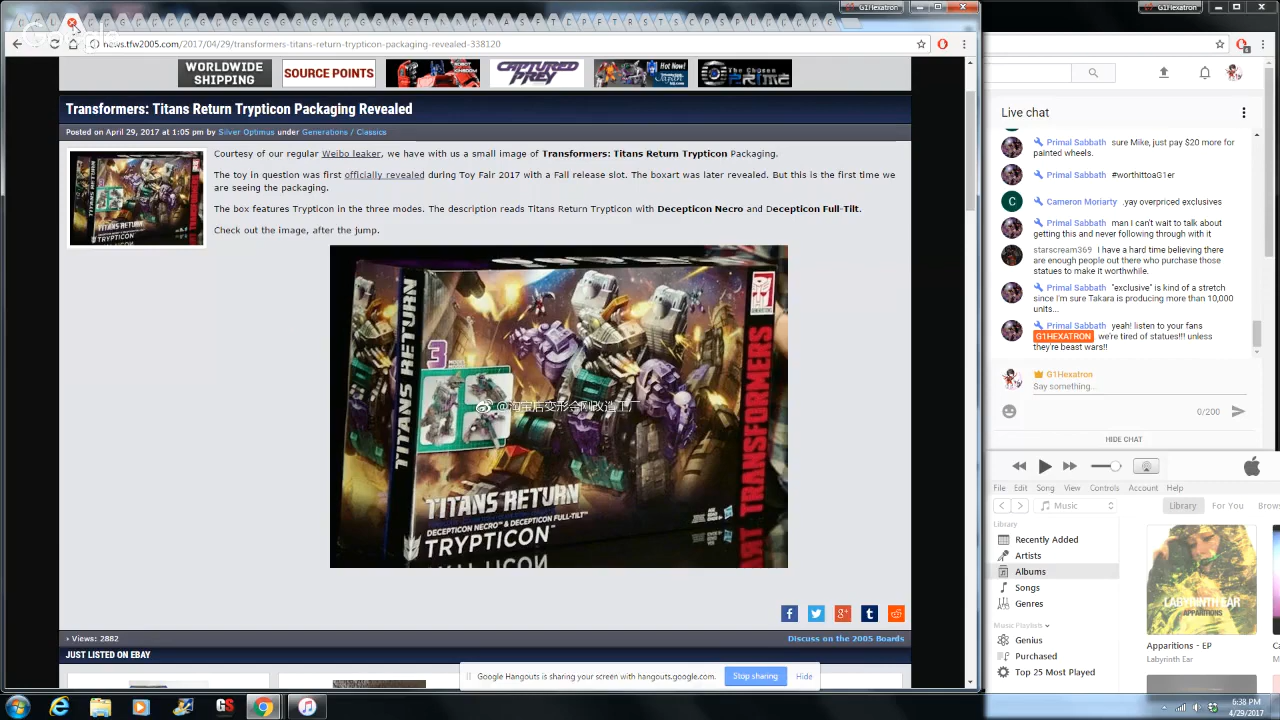 G1Hexatron
G1Hexatron
Google
news.tfw2005.com/2017/04/29/transformers-titans-return-trypticon-packaging-revealed-338120
WORLDWIDE
SHIPPING
SOURCE POINTS
CAPTURED
PREY
Hot Now!
The Chosen
PRIME
Transformers: Titans Return Trypticon Packaging Revealed
Posted on April 29, 2017 at 1:05 pm by Silver Optimus under Generations / Classics
Courtesy of our regular Weibo leaker, we have with us a small image of Transformers: Titans Return Trypticon Packaging.
The toy in question was first officially revealed during Toy Fair 2017 with a Fall release slot. The boxart was later revealed. But this is the first time we
are seeing the packaging.
The box features Trypticon in the three modes. The description reads Titans Return Trypticon with Decepticon Necro and Decepticon Full-Tilt.
Check out the image, after the jump.
TITANS RETURN
3
TRANSFORMERS
TITANS RETURN
DECEPTICON NECRO & DECEPTICON FULL-TILT
TRYPTICON
Views: 2882
Discuss on the 2005 Boards
JUST LISTED ON EBAY
Google Hangouts is sharing your screen with hangouts.google.com.
Stop sharing
Hide
Live chat
Primal Sabbath sure Mike, just pay $20 more for
painted wheels.
Primal Sabbath #worthittoaG1er
C
Cameron Moriarty .yay overpriced exclusives
Primal Sabbath man I can't wait to talk about
getting this and never following through with it
starscream369 I have a hard time believing there
are enough people out there who purchase those
statues to make it worthwhile.
Primal Sabbath "exclusive" is kind of a stretch
since I'm sure Takara is producing more than 10,000
units...
Primal Sabbath yeah! listen to your fans
G1HEXATRON we're tired of statues!!! unless
they're beast wars!!
G1Hexatron
Say something...
0/200
HIDE CHAT
File Edit Song View Controls Account Help
Music
Library
For You
Brows
Library
Recently Added
Artists
Albums
Songs
Genres
Music Playlists
Genius
Purchased
Top 25 Most Played
LABYRINTH EAR
APPARITIONS
Apparitions - EP
Labyrinth Ear
6:38 PM
4/29/2017